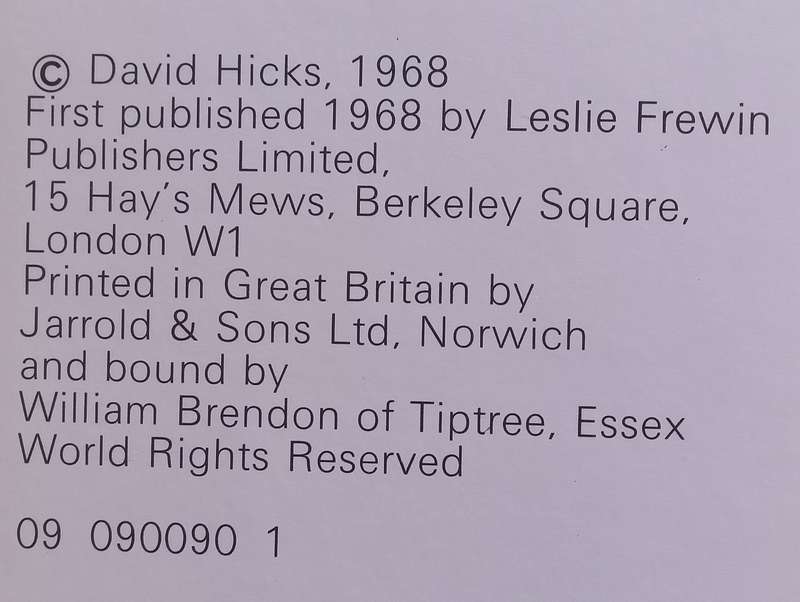 © David Hicks, 1968
First published 1968 by Leslie Frewin
Publishers Limited,
15 Hay's Mews, Berkeley Square,
London W1
Printed in Great Britain by
Jarrold & Sons Ltd, Norwich
and bound by
William Brendon of Tiptree, Essex
World Rights Reserved
09 090090 1